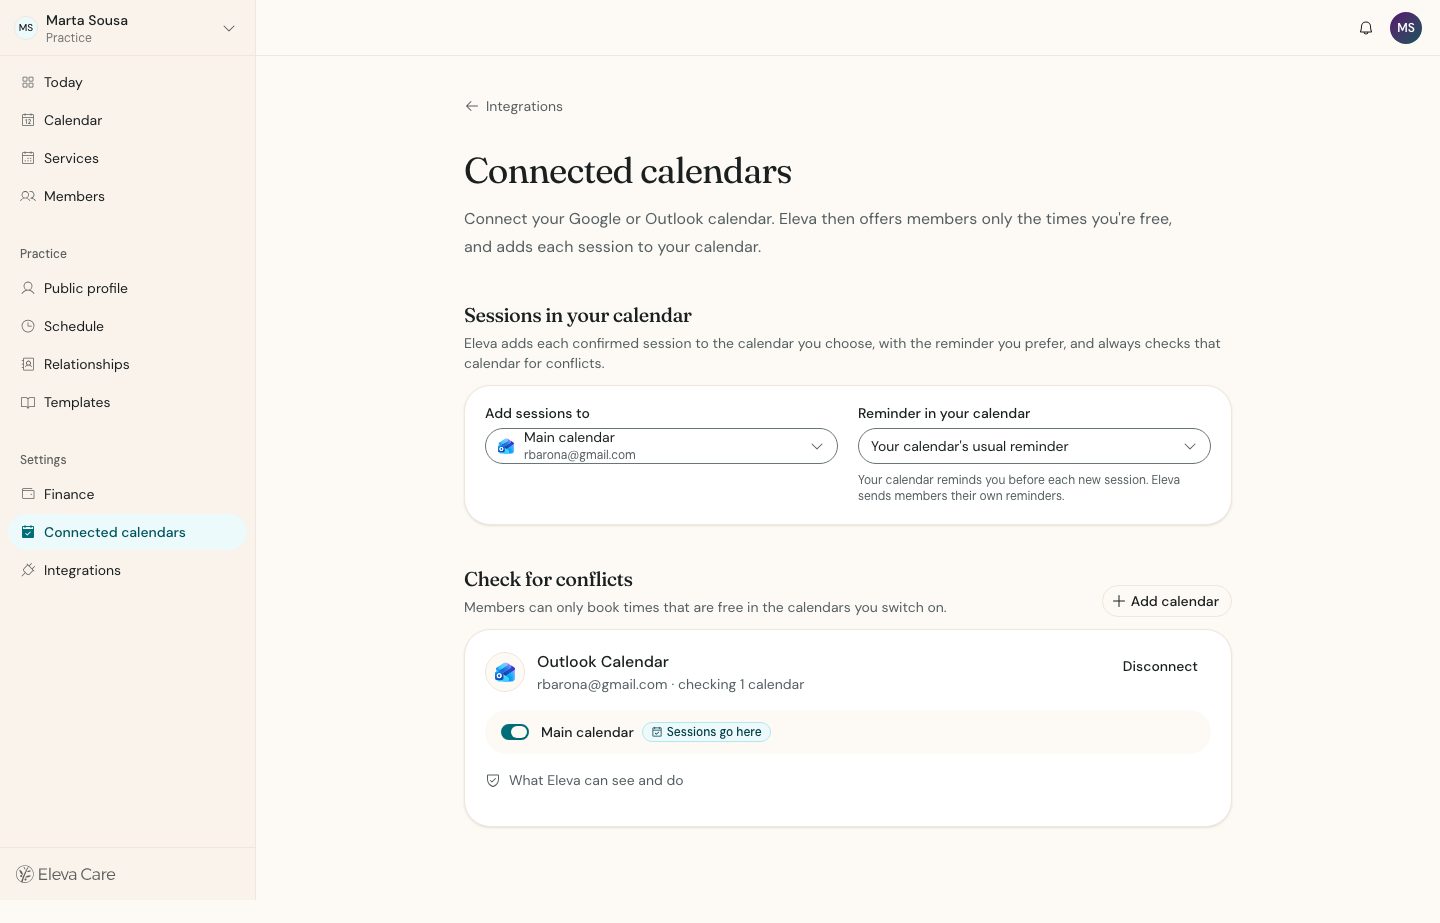 MS
Marta Sousa
Practice
MS
Today
12
Calendar
Services
Members
Practice
Public profile
Schedule
Relationships
Templates
Settings
Finance
Connected calendars
Integrations
Eleva Care
Integrations
Connected calendars
Connect your Google or Outlook calendar. Eleva then offers members only the times you're free,
and adds each session to your calendar.
Sessions in your calendar
Eleva adds each confirmed session to the calendar you choose, with the reminder you prefer, and always checks that
calendar for conflicts.
Add sessions to
Main calendar
rbarona@gmail.com
Reminder in your calendar
Your calendar's usual reminder
Your calendar reminds you before each new session. Eleva
sends members their own reminders.
Check for conflicts
Members can only book times that are free in the calendars you switch on.
Add calendar
Outlook Calendar
rbarona@gmail.com · checking 1 calendar
Disconnect
Main calendar
Sessions go here
What Eleva can see and do